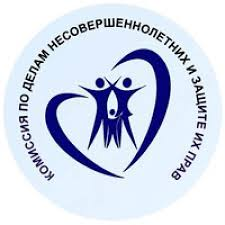 КОМИССИЯ ПО ДЕЛАМ НЕСОВЕРШЕННОЛЕТНИХ И ЗАЩИТЕ ИХ ПРАВ